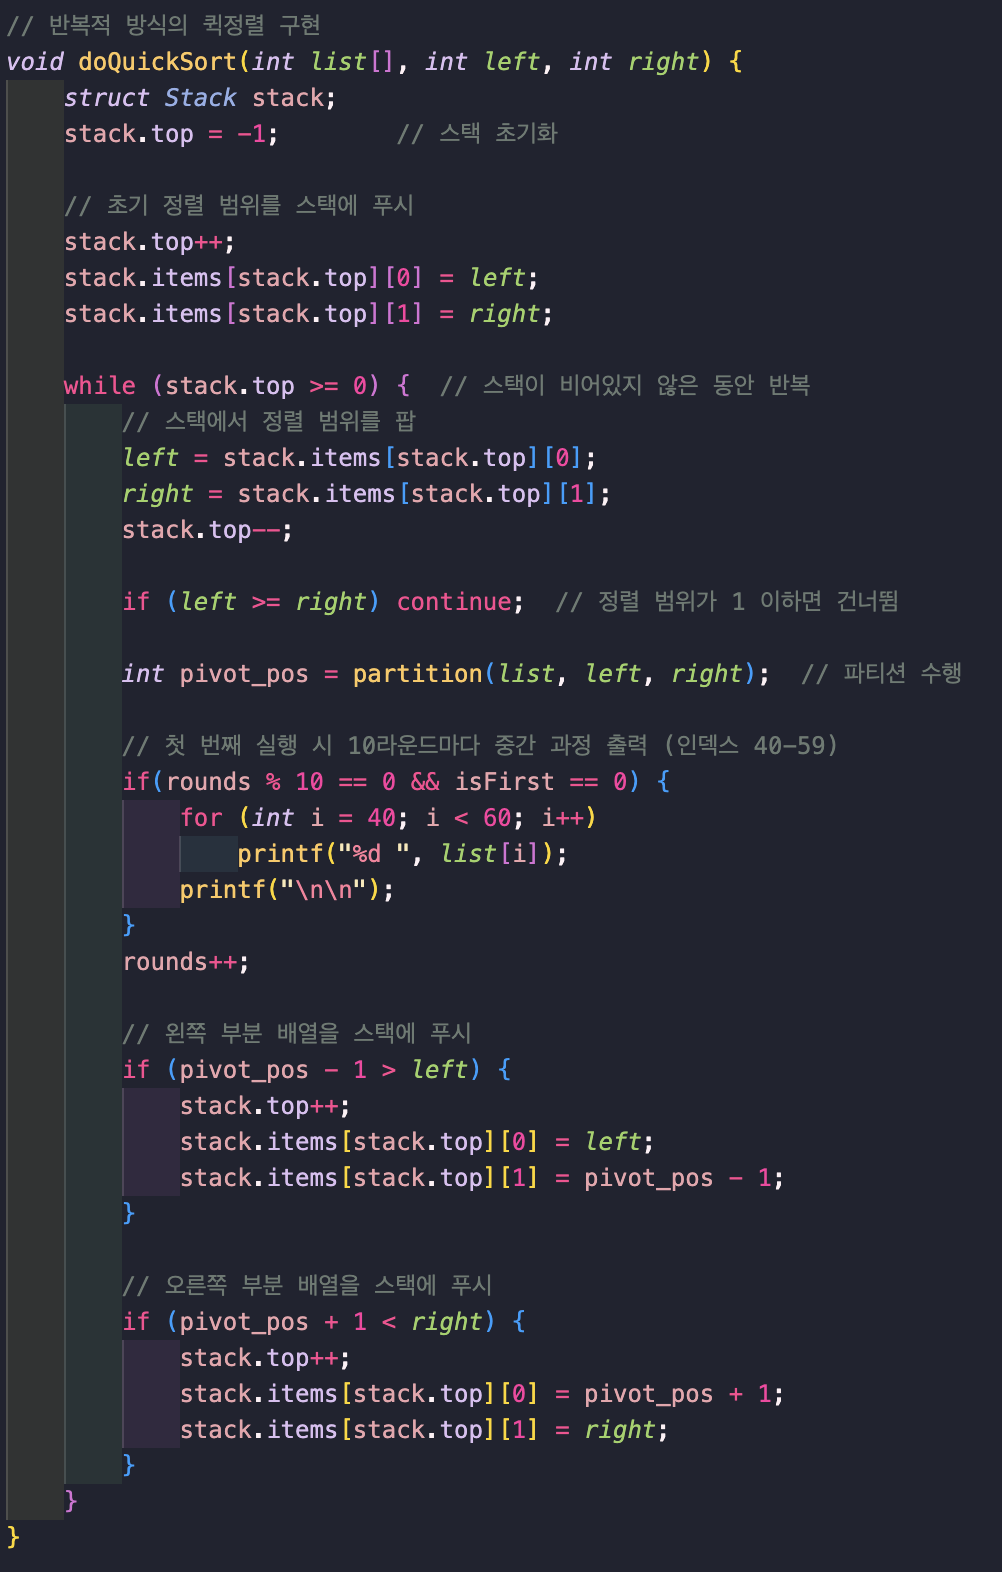 // 반복적 방식의 퀵정렬 구현
void doQuickSort(int list[], int left, int right) {
    struct Stack stack;
    stack.top = -1;        // 스택 초기화

    // 초기 정렬 범위를 스택에 푸시
    stack.top++;
    stack.items[stack.top][0] = left;
    stack.items[stack.top][1] = right;

    while (stack.top >= 0) {  // 스택이 비어있지 않은 동안 반복
        // 스택에서 정렬 범위를 팝
        left = stack.items[stack.top][0];
        right = stack.items[stack.top][1];
        stack.top--;

        if (left >= right) continue;  // 정렬 범위가 1 이하면 건너뜀

        int pivot_pos = partition(list, left, right);  // 파티션 수행

        // 첫 번째 실행 시 10라운드마다 중간 과정 출력 (인덱스 40-59)
        if(rounds % 10 == 0 && isFirst == 0) {
            for (int i = 40; i < 60; i++)
                printf("%d ", list[i]);
            printf("\n\n");
        }
        rounds++;

        // 왼쪽 부분 배열을 스택에 푸시
        if (pivot_pos - 1 > left) {
            stack.top++;
            stack.items[stack.top][0] = left;
            stack.items[stack.top][1] = pivot_pos - 1;
        }

        // 오른쪽 부분 배열을 스택에 푸시
        if (pivot_pos + 1 < right) {
            stack.top++;
            stack.items[stack.top][0] = pivot_pos + 1;
            stack.items[stack.top][1] = right;
        }
    }
}